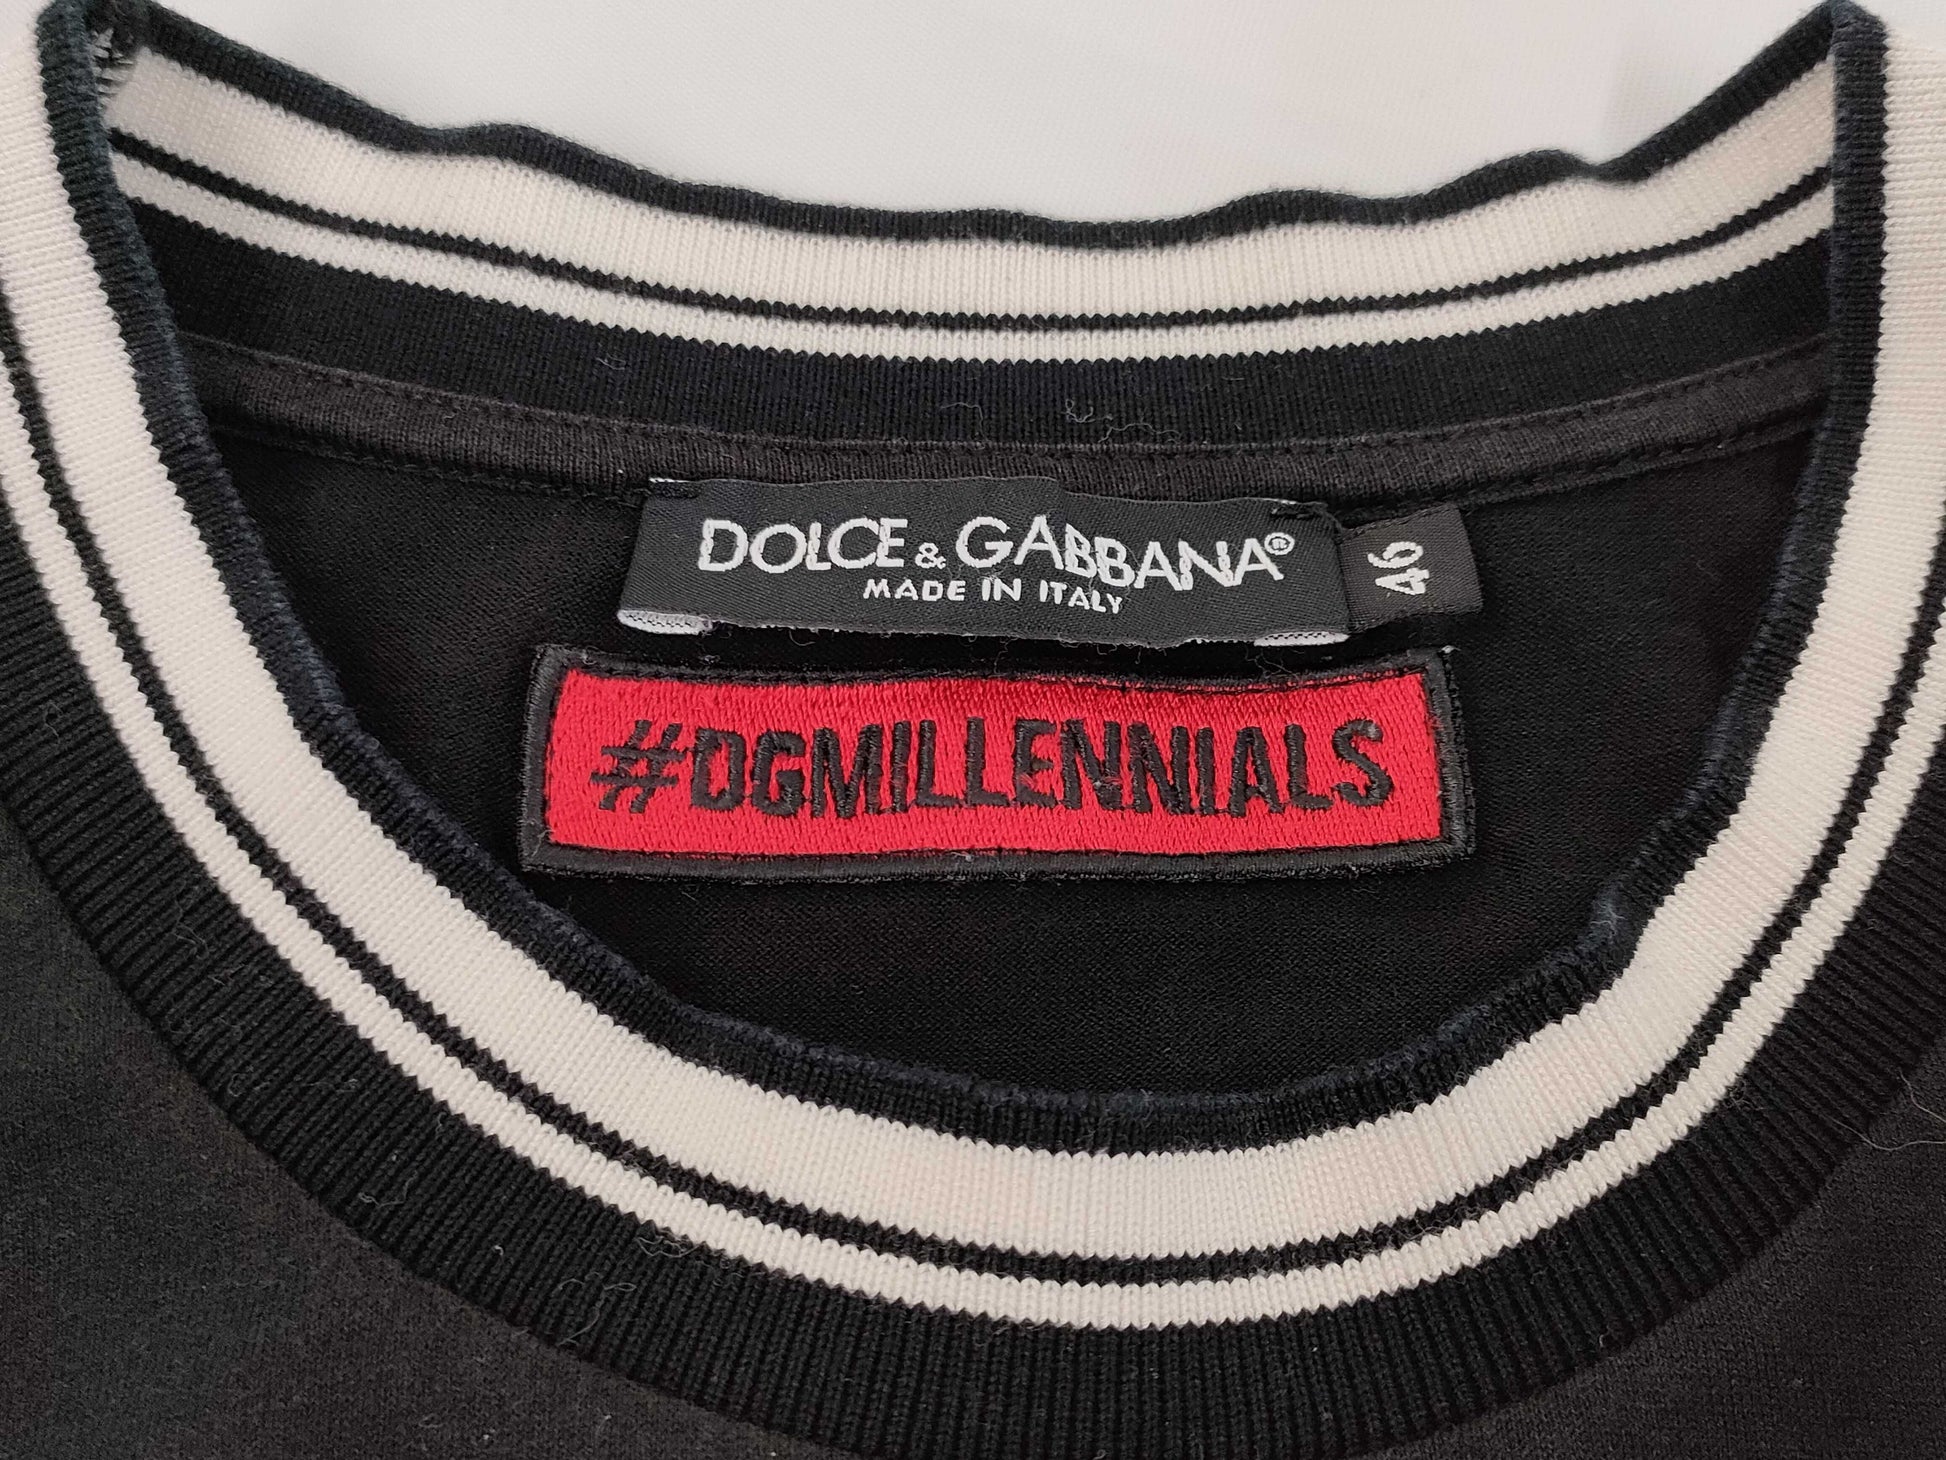 DOLCE & GABBANA®
MADE IN ITALY
46
#DGMILLENNIALS